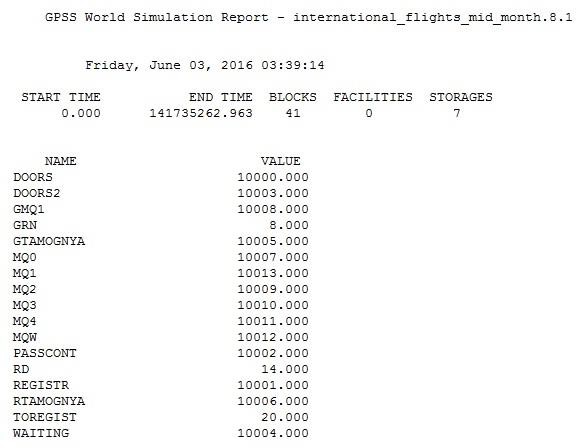 GPSS World Simulation Report - international_flights_mid_month.8.1
Friday, June 03, 2016 03:39:14
START TIME END TIME BLOCKS FACILITIES STORAGES
0.000 141735262.963 41 0 7
NAME VALUE
DOORS 10000.000
DOORS2 10003.000
GMQ1 10008.000
GRN 8.000
GTAMOGNYA 10005.000
MQ0 10007.000
MQ1 10013.000
MQ2 10009.000
MQ3 10010.000
MQ4 10011.000
MQW 10012.000
PASSCONT 10002.000
RD 14.000
REGISTR 10001.000
RTAMOGNYA 10006.000
TOREGIST 20.000
WAITING 10004.000